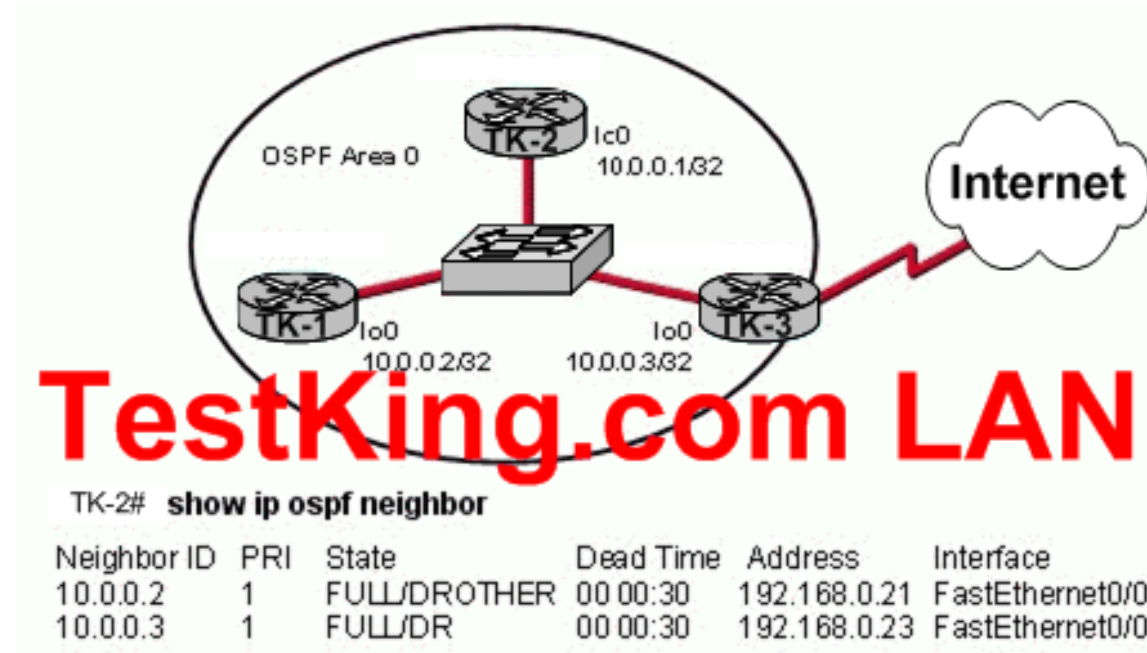 TK-2
lc0
10.0.0.1/32
OSPF Area 0
Internet
TK-1
lo0
10.0.0.2/32
lo0
10.0.0.3/32
TK-3
TestKing.com LAN
TK-2# show ip ospf neighbor
Neighbor ID PRI State Dead Time Address Interface
10.0.0.2 1 FULL/DROTHER 00 00:30 192.168.0.21 FastEthernet0/0
10.0.0.3 1 FULL/DR 00 00:30 192.168.0.23 FastEthernet0/0